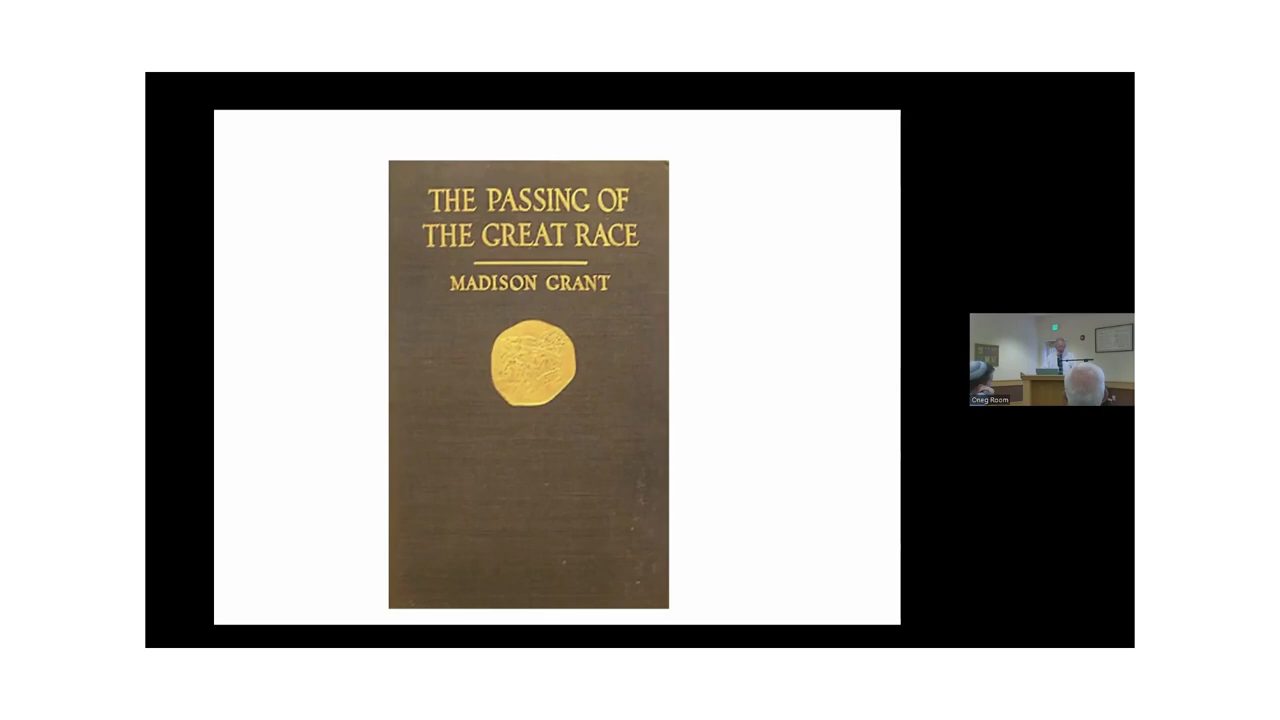 THE PASSING OF
THE GREAT RACE
MADISON GRANT
Oneg Room